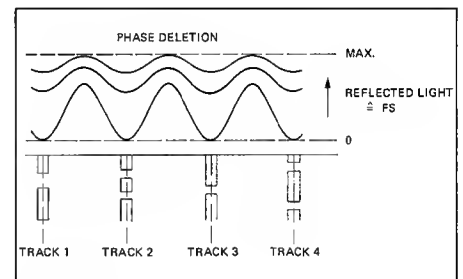 PHASE DELETION
MAX.
REFLECTED LIGHT
≙ FS
0
TRACK 1 TRACK 2 TRACK 3 TRACK 4